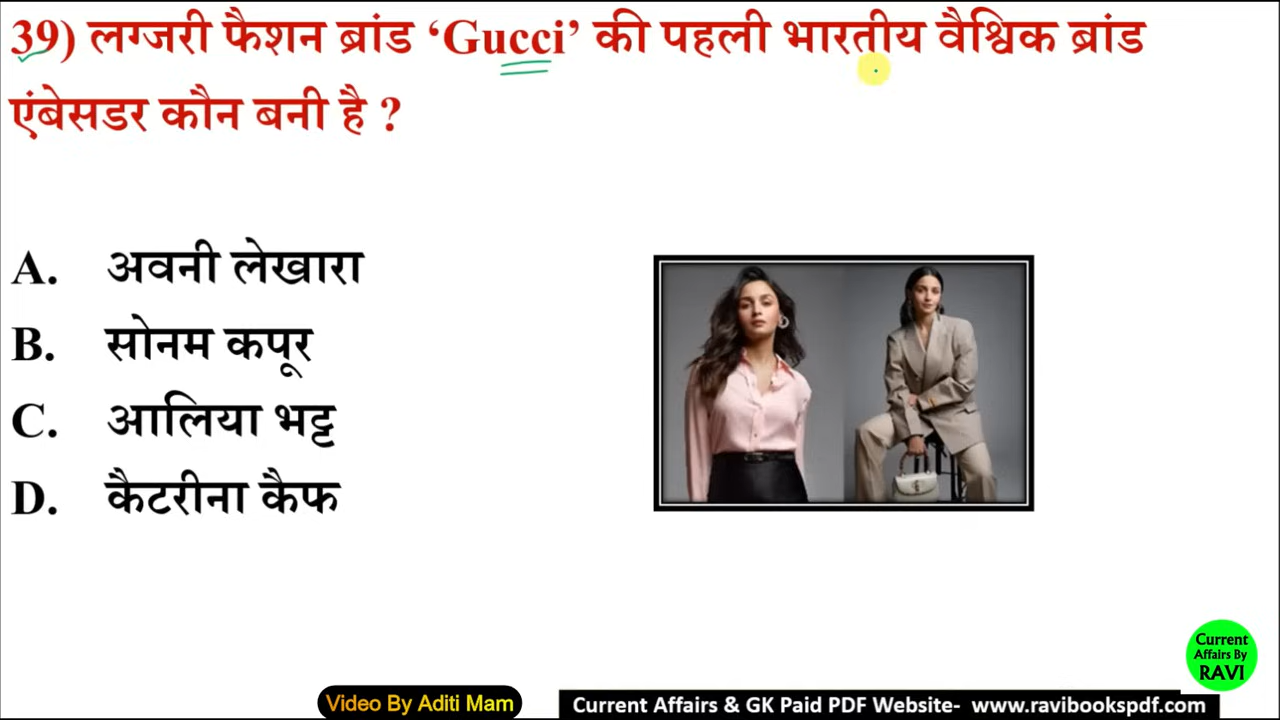 39) लग्जरी फैशन ब्रांड ‘Gucci’ की पहली भारतीय वैश्विक ब्रांड
एंबेसडर कौन बनी है ?
A. अवनी लेखारा
B. सोनम कपूर
C. आलिया भट्ट
D. कैटरीना कैफ
Current
Affairs By
RAVI
Video By Aditi Mam
Current Affairs & GK Paid PDF Website- www.ravibookspdf.com